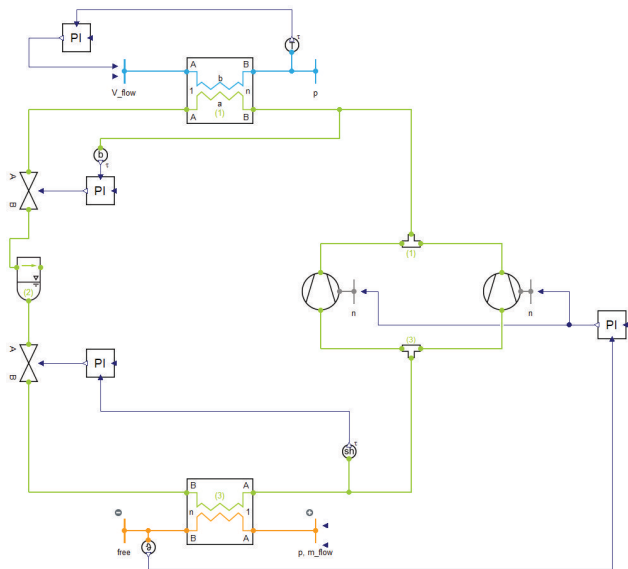 τ
PI
T
A
B
b
V_flow
1
n
p
a
A
(1)
B
b
τ
A
PI
B
(1)
(2)
n
n
PI
(3)
A
PI
B
τ
sh
B
A
(3)
n
1
B
A
free
p, m_flow
ϑ